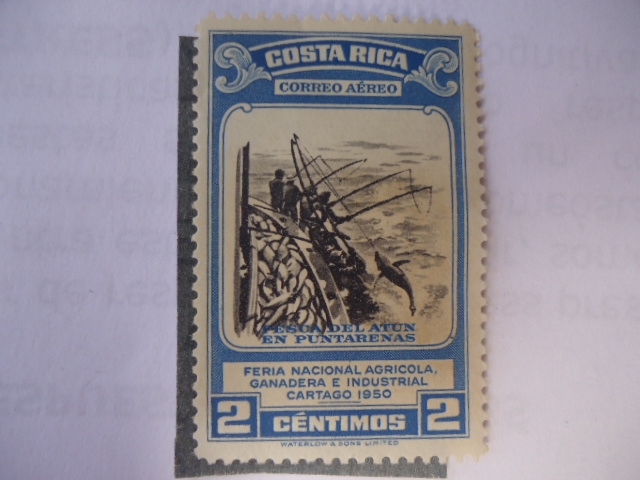 COSTA RICA
CORREO AÉREO
PESCA DEL ATUN
EN PUNTARENAS
FERIA NACIONAL AGRICOLA,
GANADERA E INDUSTRIAL
CARTAGO 1950
2 CÉNTIMOS 2
WATERLOW & SONS LIMITED